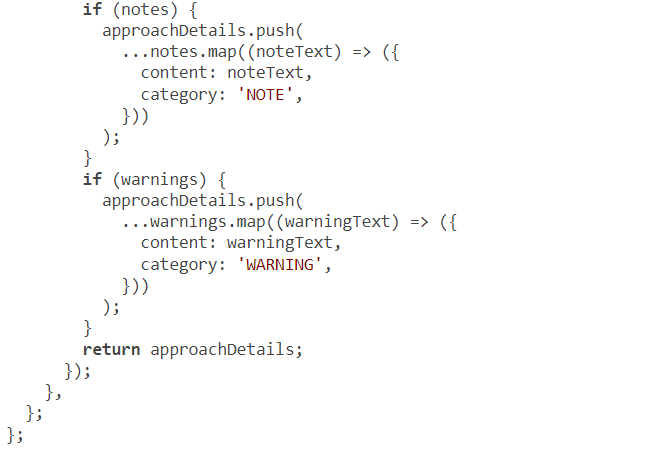 if (notes) {
          approachDetails.push(
            ...notes.map((noteText) => ({
              content: noteText,
              category: 'NOTE',
            }))
          );
        }
        if (warnings) {
          approachDetails.push(
            ...warnings.map((warningText) => ({
              content: warningText,
              category: 'WARNING',
            }))
          );
        }
        return approachDetails;
      });
    },
  };
};